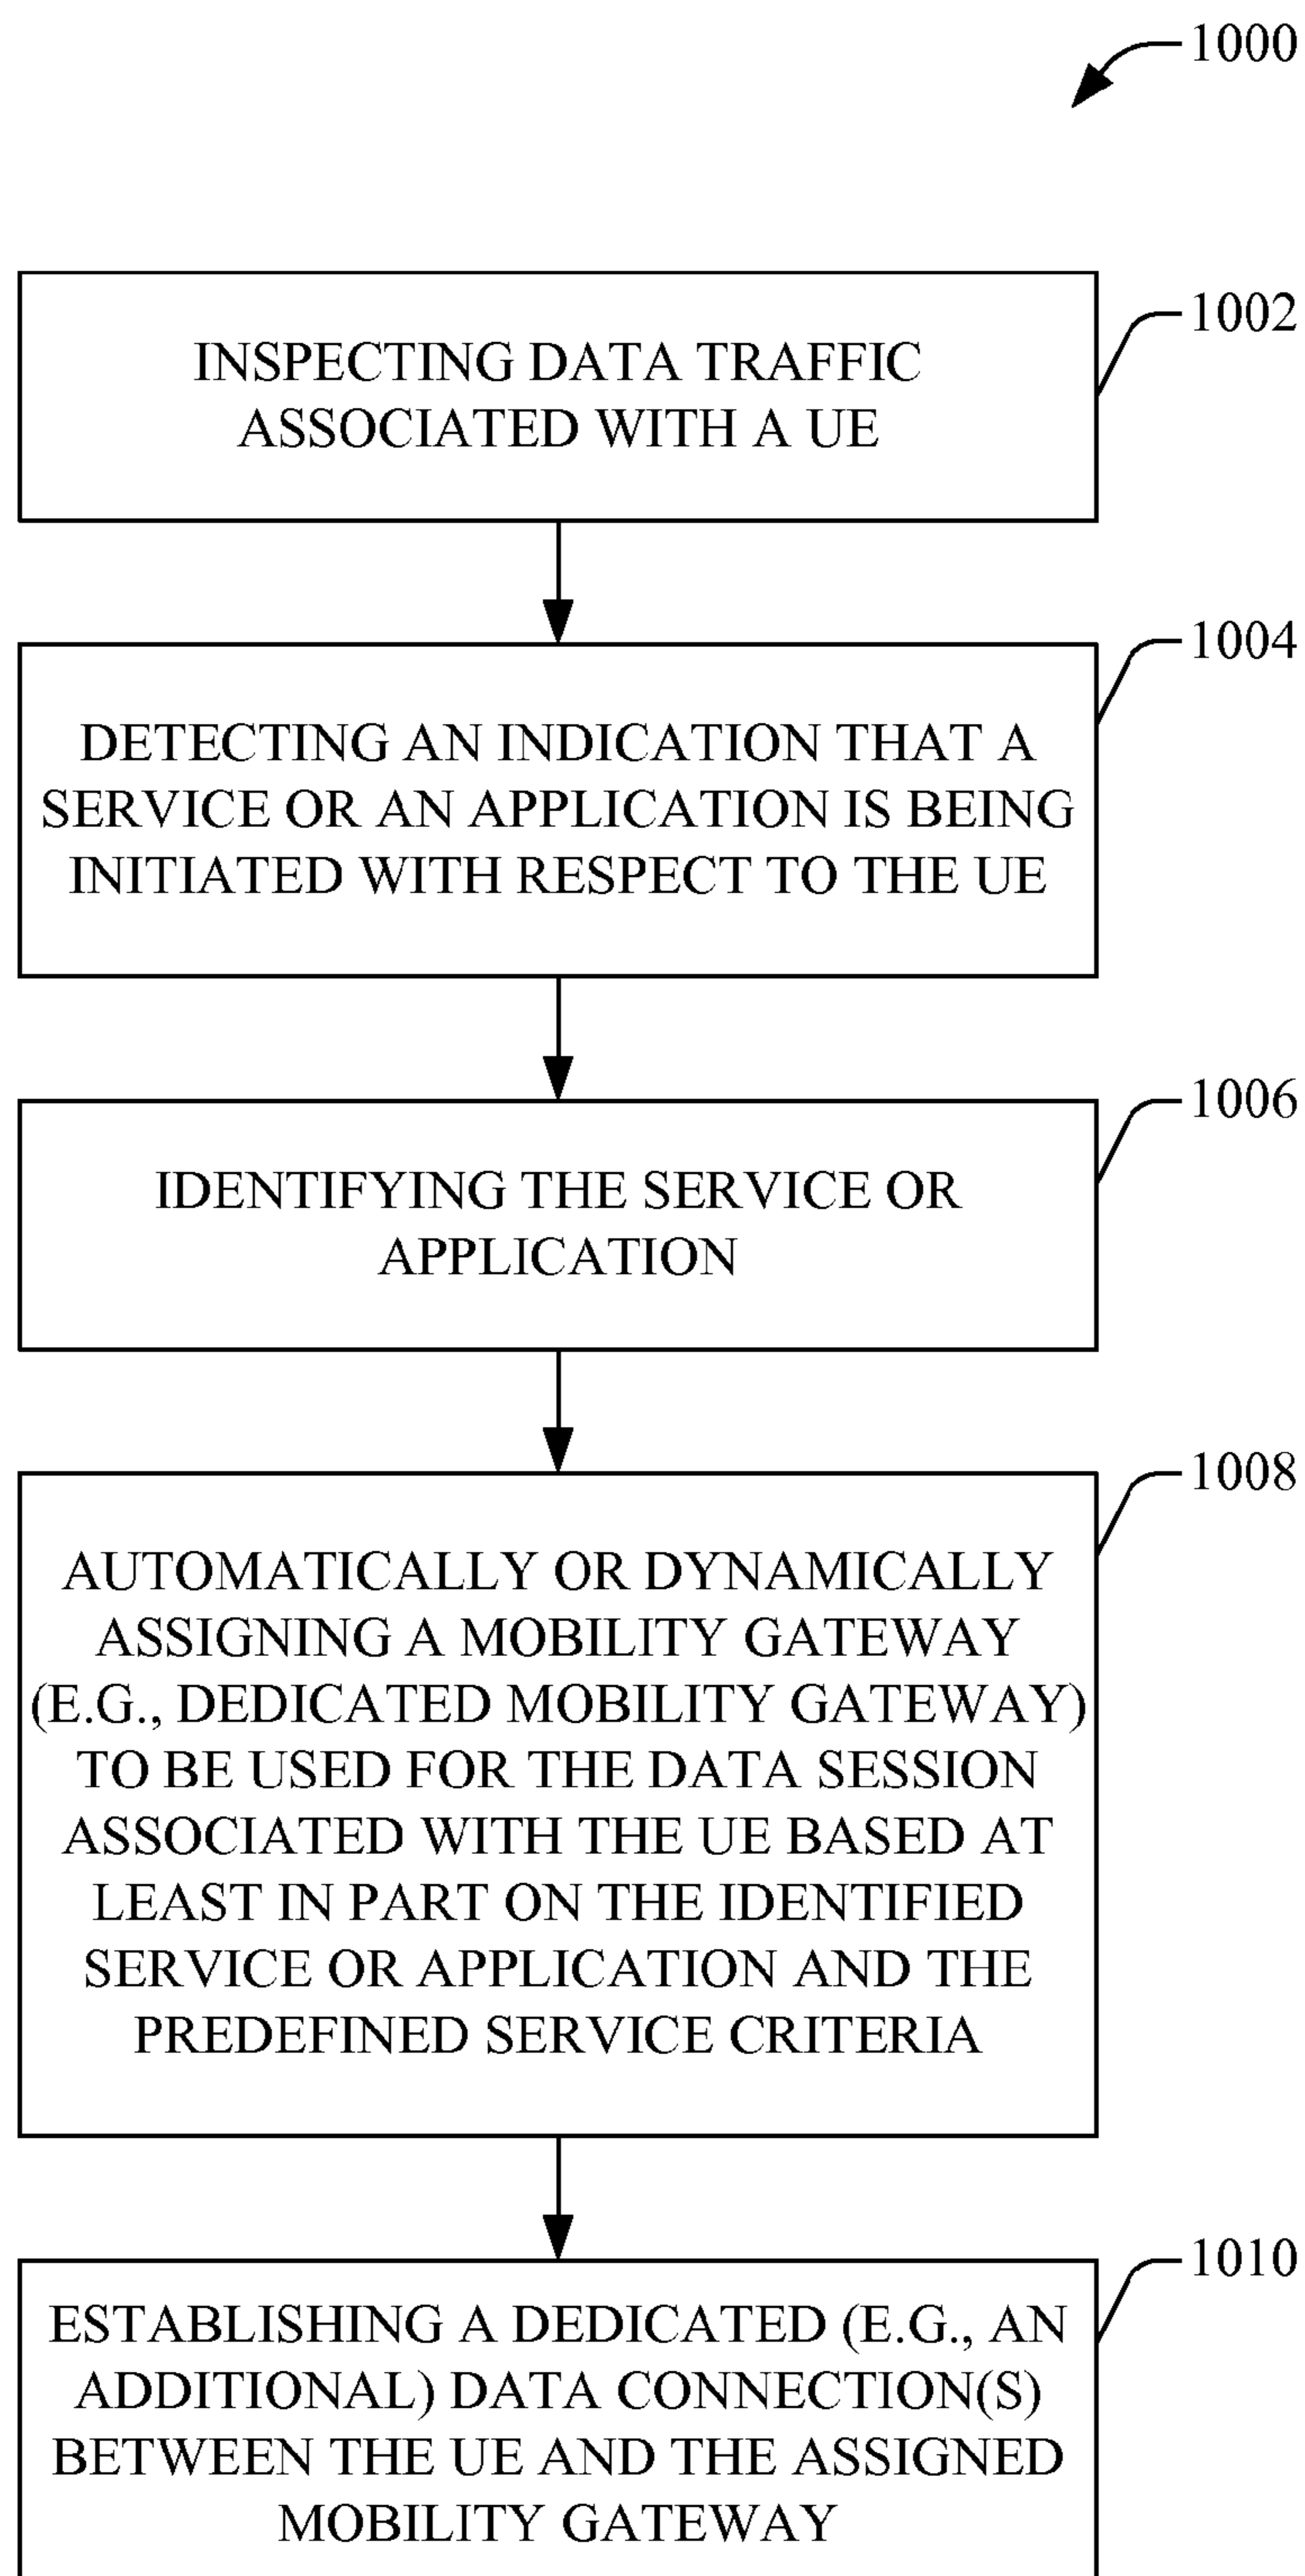 1000
1002
INSPECTING DATA TRAFFIC
ASSOCIATED WITH A UE
1004
DETECTING AN INDICATION THAT A
SERVICE OR AN APPLICATION IS BEING
INITIATED WITH RESPECT TO THE UE
1006
IDENTIFYING THE SERVICE OR
APPLICATION
1008
AUTOMATICALLY OR DYNAMICALLY
ASSIGNING A MOBILITY GATEWAY
(E.G., DEDICATED MOBILITY GATEWAY)
TO BE USED FOR THE DATA SESSION
ASSOCIATED WITH THE UE BASED AT
LEAST IN PART ON THE IDENTIFIED
SERVICE OR APPLICATION AND THE
PREDEFINED SERVICE CRITERIA
1010
ESTABLISHING A DEDICATED (E.G., AN
ADDITIONAL) DATA CONNECTION(S)
BETWEEN THE UE AND THE ASSIGNED
MOBILITY GATEWAY